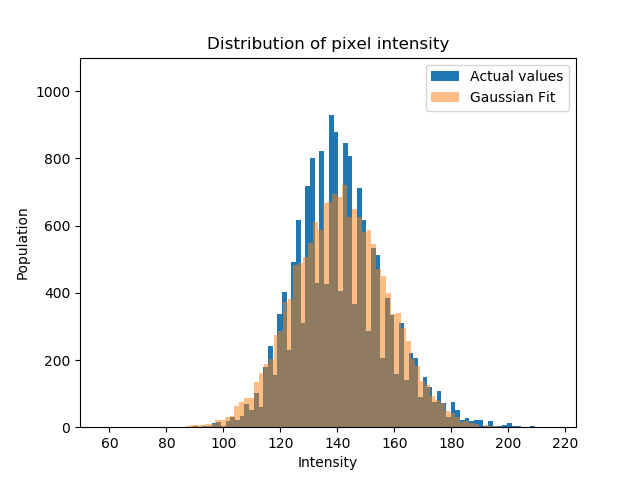 Distribution of pixel intensity
Actual values
Gaussian Fit
Population
1000
800
600
400
200
0
60 80 100 120 140 160 180 200 220
Intensity